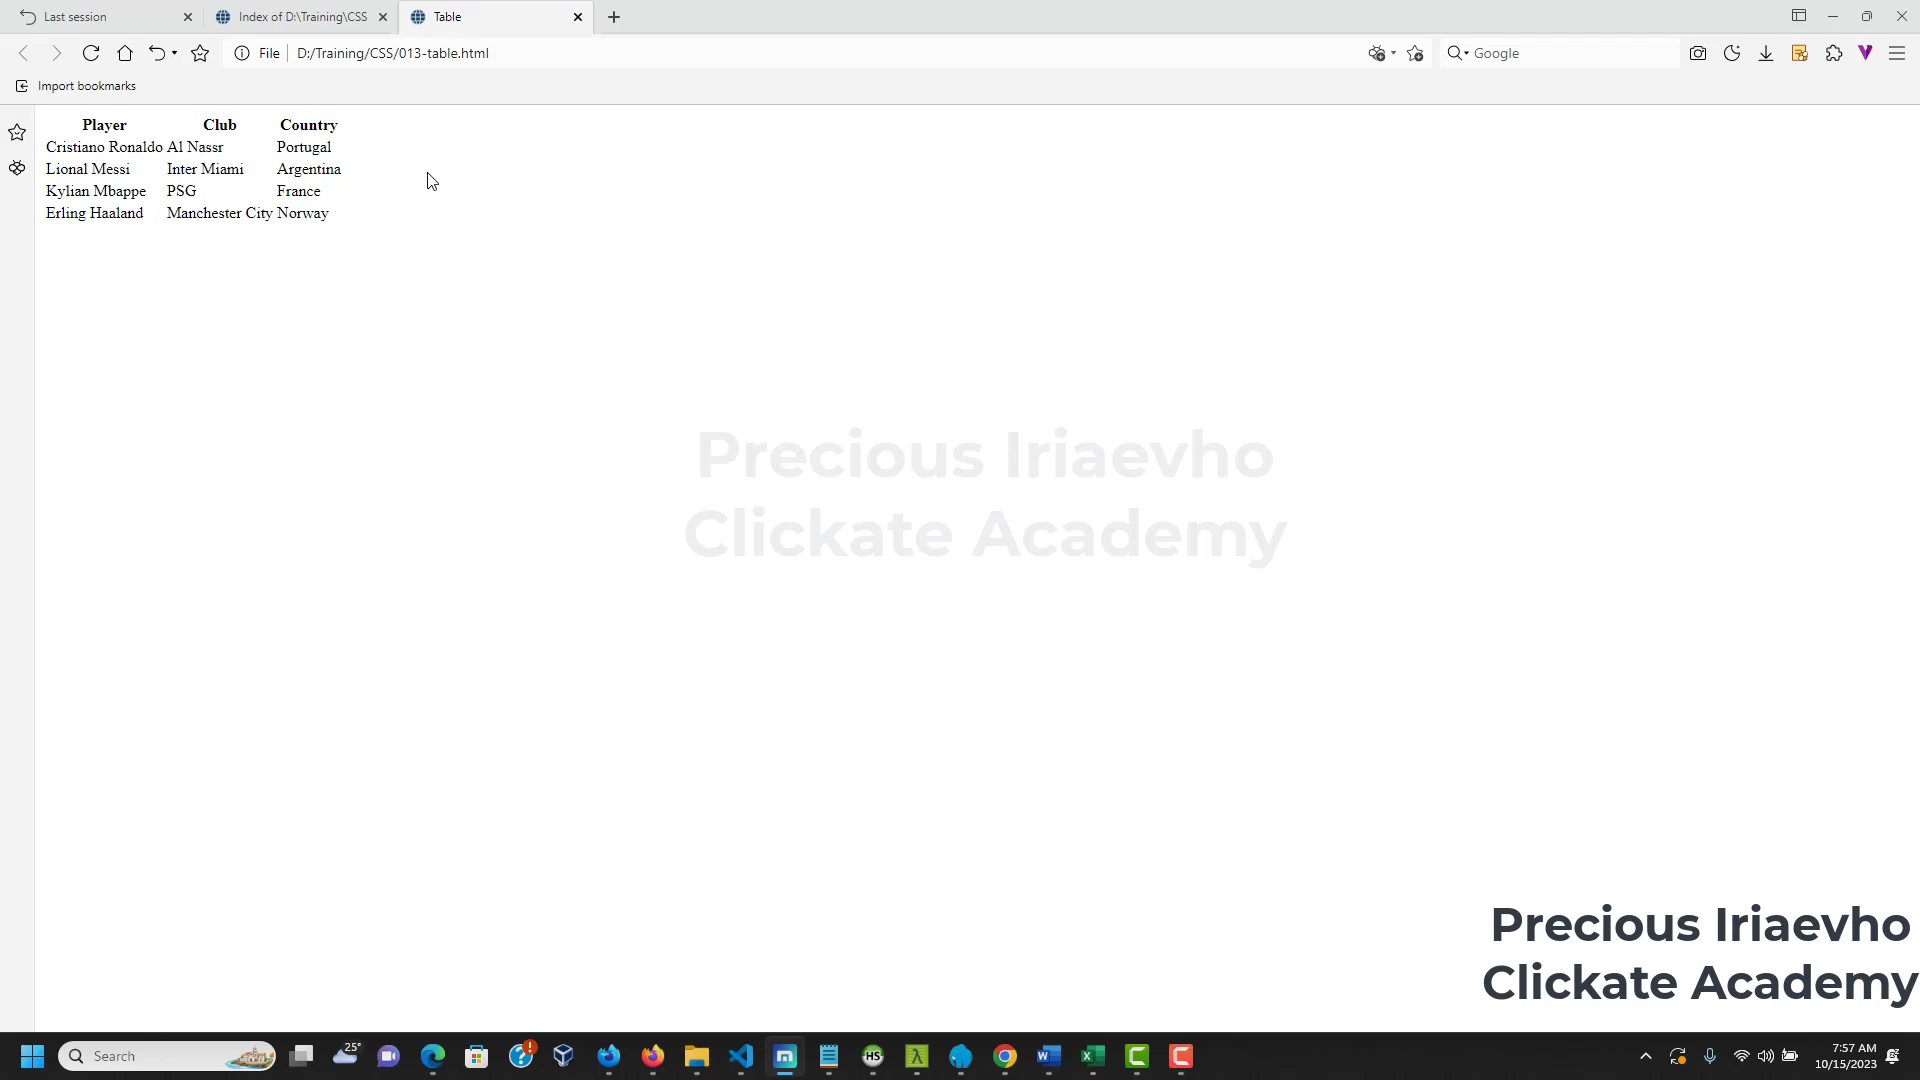 Last session
Index of D:\Training\CSS
Table
File
D:/Training/CSS/013-table.html
Google
Import bookmarks
Player Club Country
Cristiano Ronaldo Al Nassr Portugal
Lional Messi Inter Miami Argentina
Kylian Mbappe PSG France
Erling Haaland Manchester City Norway
Precious Iriaevho
Clickate Academy
Precious Iriaevho
Clickate Academy
Search
25°
HS
7:57 AM
10/15/2023